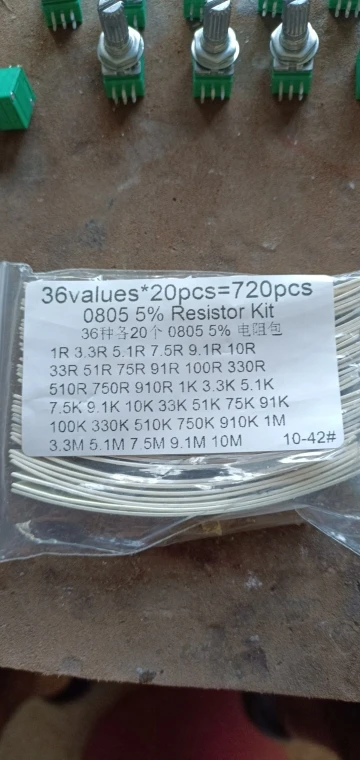 36values*20pcs=720pcs
0805 5% Resistor Kit
36种各20个 0805 5% 电阻包
1R 3.3R 5.1R 7.5R 9.1R 10R
33R 51R 75R 91R 100R 330R
510R 750R 910R 1K 3.3K 5.1K
7.5K 9.1K 10K 33K 51K 75K 91K
100K 330K 510K 750K 910K 1M
3.3M 5.1M 7.5M 9.1M 10M 10-42#